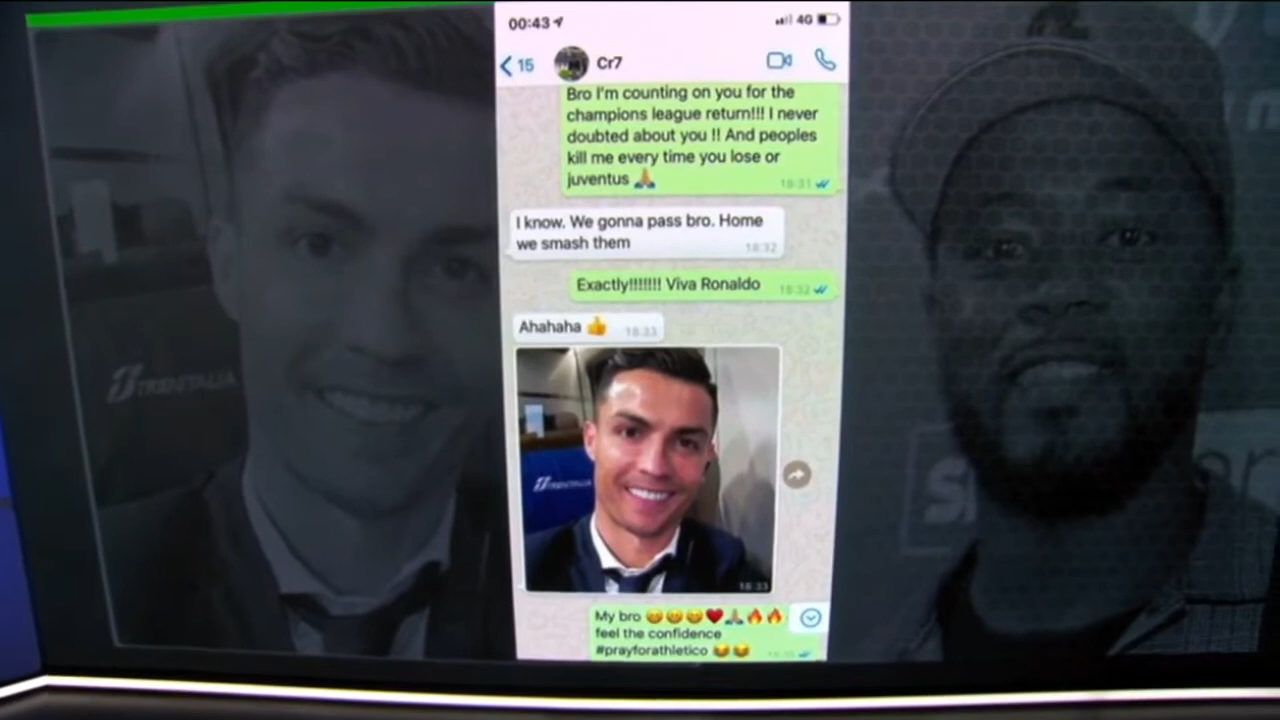 00:43
4G
15
Cr7
Bro I'm counting on you for the
champions league return!!! I never
doubted about you !! And peoples
kill me every time you lose or
juventus 🙏
18:31
I know. We gonna pass bro. Home
we smash them
18:32
Exactly!!!!!!! Viva Ronaldo
18:32
Ahahaha 👍
18:33
TRENITALIA
TRENITALIA
18:33
My bro 😄😄😄❤️🙏🔥🔥
feel the confidence
#prayforathletico 😂😂